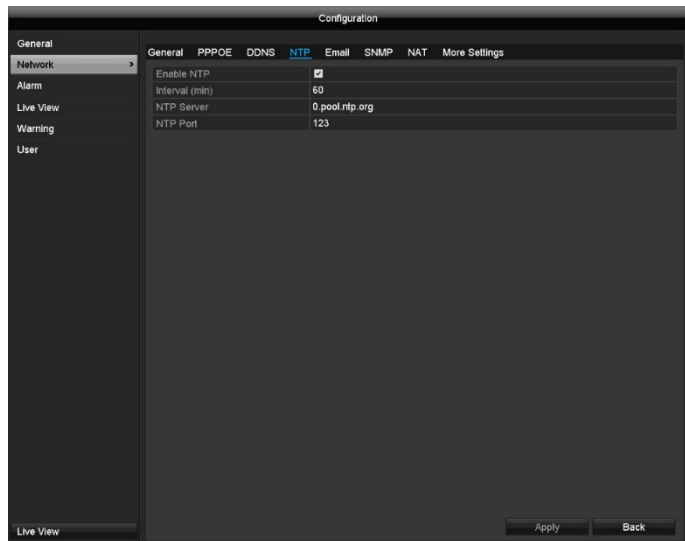 Configuration
General
Network >
Alarm
Live View
Warning
User
General PPPOE DDNS NTP Email SNMP NAT More Settings
Enable NTP
Interval (min) 60
NTP Server 0.pool.ntp.org
NTP Port 123
Live View
Apply Back